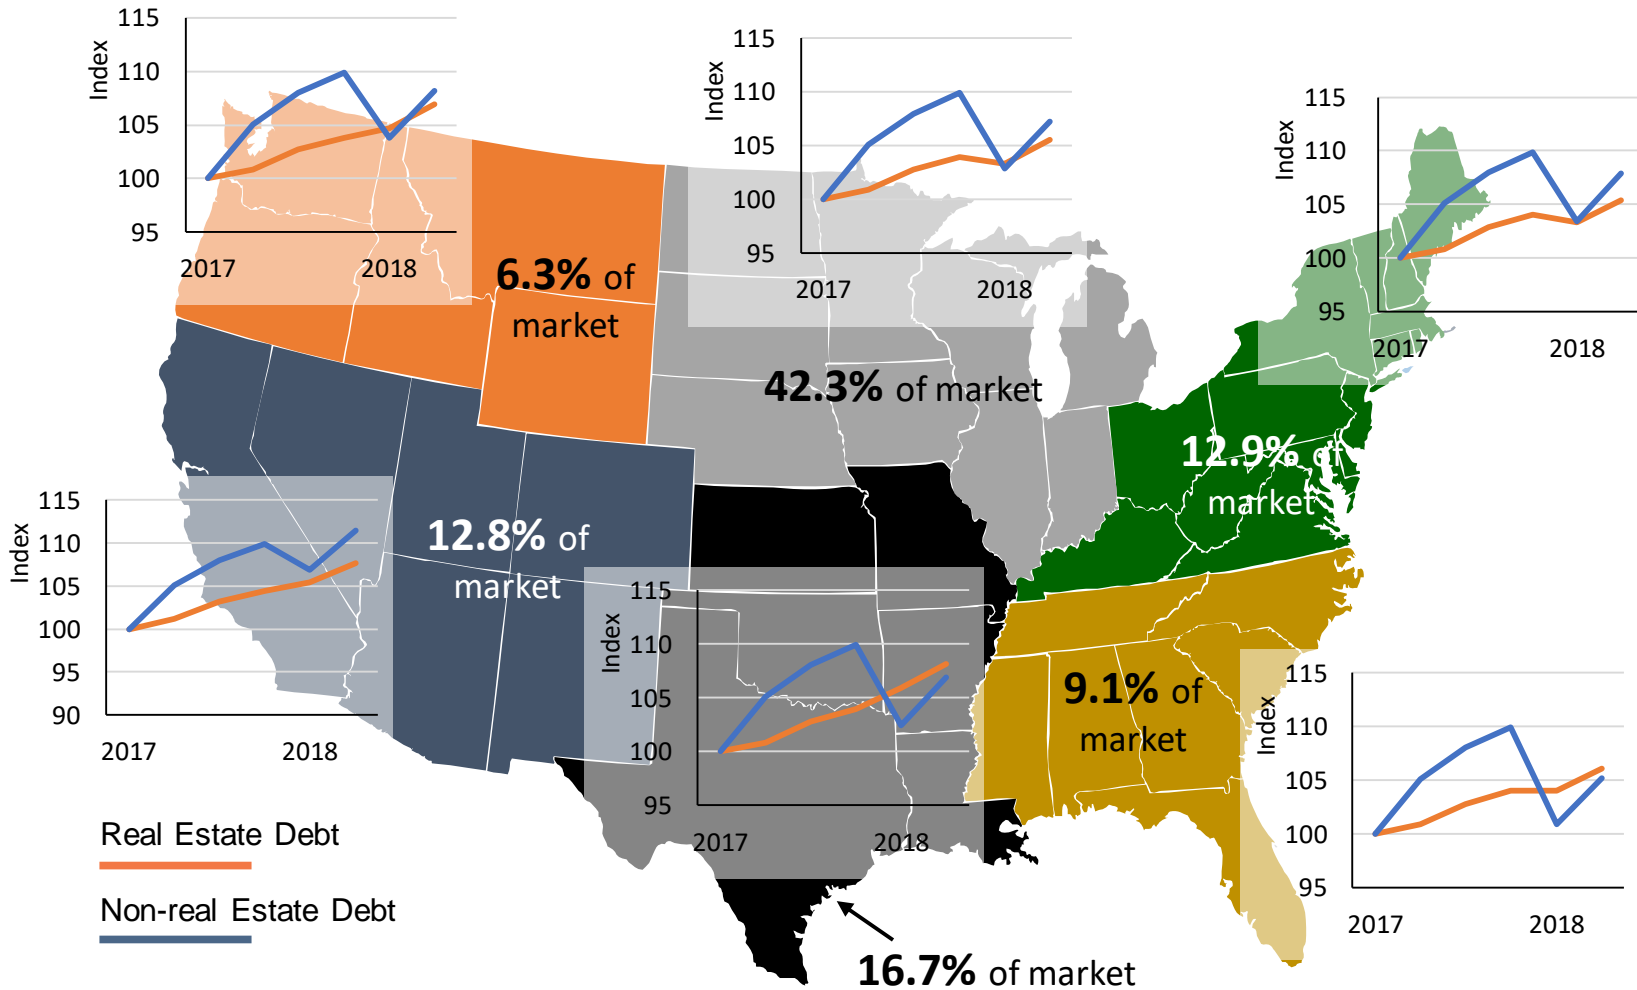 115
110
105
100
95
Index
2017
2018
6.3% of
market
115
110
105
100
95
Index
2017
2018
42.3% of market
115
110
105
100
95
Index
2017
2018
12.9% of
market
115
110
105
100
95
90
Index
2017
2018
12.8% of
market
115
110
105
100
95
Index
2017
2018
16.7% of market
9.1% of
market
115
110
105
100
95
Index
2017
2018
Real Estate Debt
Non-real Estate Debt